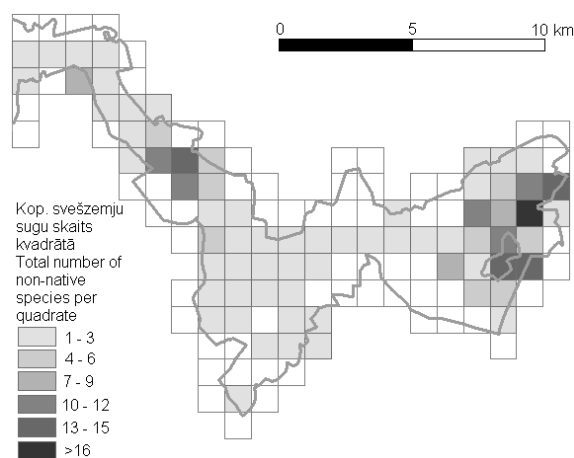 0 5 10 km
Kop. svešzemju
sugu skaits
kvadrātā
Total number of
non-native
species per
quadrate
1 - 3
4 - 6
7 - 9
10 - 12
13 - 15
>16